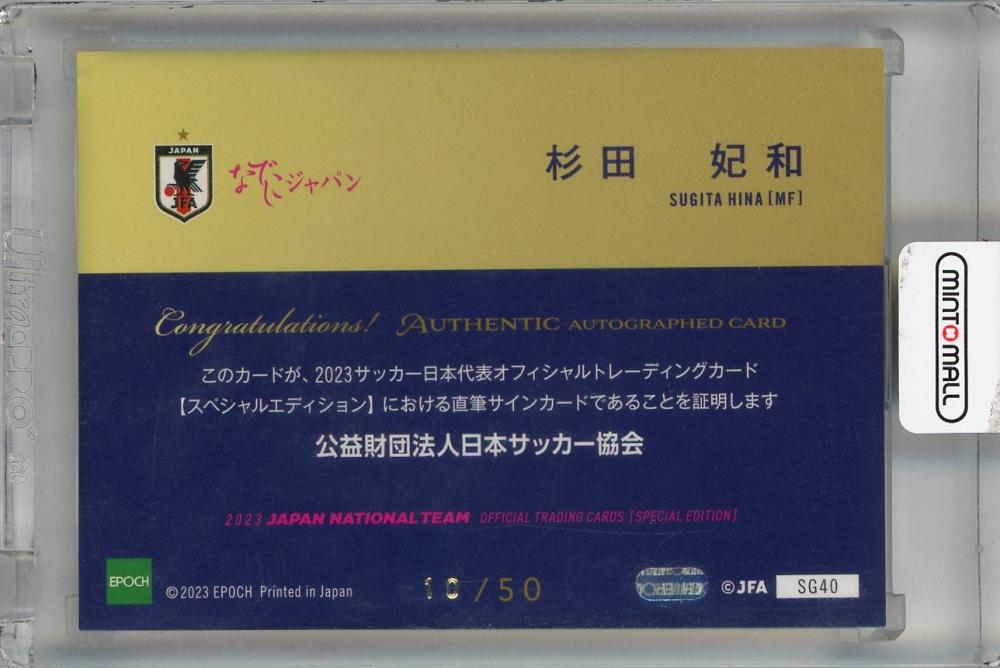 JAPAN
JFA
なでしこジャパン
杉田 妃和
SUGITA HINA [MF]
Congratulations! AUTHENTIC AUTOGRAPHED CARD
このカードが、2023サッカー日本代表オフィシャルトレーディングカード
【スペシャルエディション】における直筆サインカードであることを証明します
公益財団法人日本サッカー協会
2023 JAPAN NATIONAL TEAM OFFICIAL TRADING CARDS [SPECIAL EDITION]
EPOCH
©2023 EPOCH Printed in Japan
/50
©JFA
SG40
MINTOMALL
UltraPRO